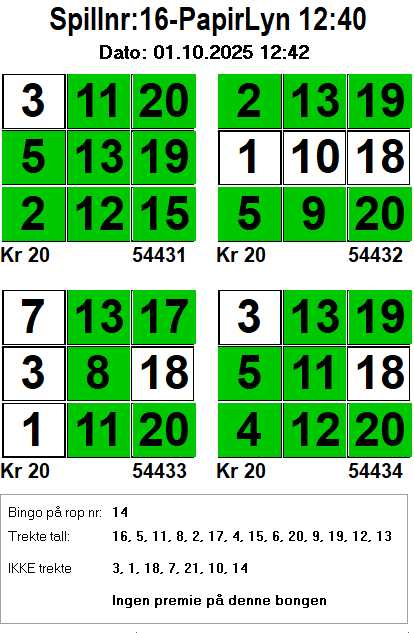 Spillnr:16-PapirLyn 12:40
Dato: 01.10.2025 12:42
3 11 20
5 13 19
2 12 15
Kr 20 54431
2 13 19
1 10 18
5 9 20
Kr 20 54432
7 13 17
3 8 18
1 11 20
Kr 20 54433
3 13 19
5 11 18
4 12 20
Kr 20 54434
Bingo på rop nr: 14
Trekte tall: 16, 5, 11, 8, 2, 17, 4, 15, 6, 20, 9, 19, 12, 13
IKKE trekte 3, 1, 18, 7, 21, 10, 14
Ingen premie på denne bongen